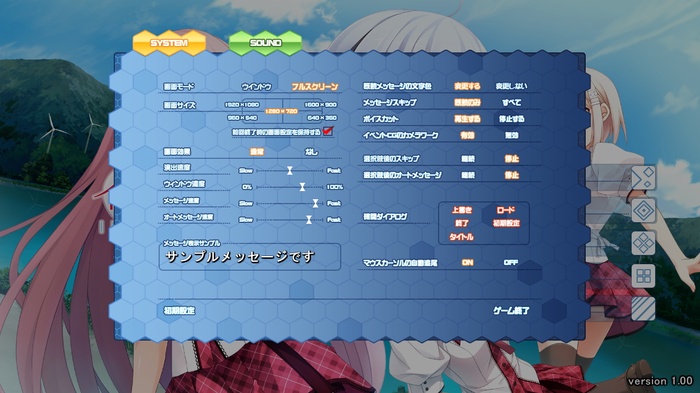 SYSTEM
SOUND
画面モード ウインドウ フルスクリーン
画面サイズ 1920×1080 1600×900
1280×720
960×540 640×360
前回終了時の画面設定を保持する
画面効果 通常 なし
演出速度 Slow Fast
ウィンドウ濃度 0% 100%
メッセージ速度 Slow Fast
オートメッセージ速度 Slow Fast
メッセージ表示サンプル
サンプルメッセージです
初期設定
既読メッセージの文字色 変更する 変更しない
メッセージスキップ 既読のみ すべて
ボイスカット 再生する 停止する
イベントCGのカメラワーク 有効 無効
選択肢後のスキップ 継続 停止
選択肢後のオートメッセージ 継続 停止
確認ダイアログ 上書き ロード
終了 初期設定
タイトル
マウスカーソルの自動追尾 ON OFF
ゲーム終了
version 1.00